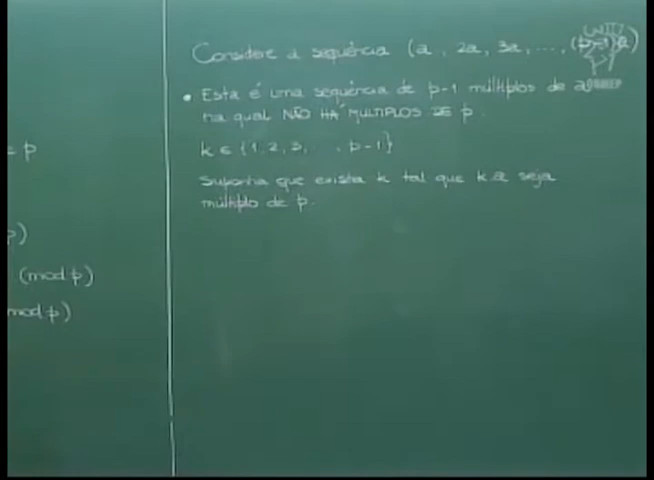 Considere a sequência (a, 2a, 3a, ..., (p-1)a)
• Esta é uma sequência de p-1 múltiplos de a
na qual NÃO HÁ MÚLTIPLOS DE p.
k ∈ {1, 2, 3, ..., p-1}
Suponha que exista k tal que k.a seja
múltiplo de p.
p
p)
(mod p)
mod p)